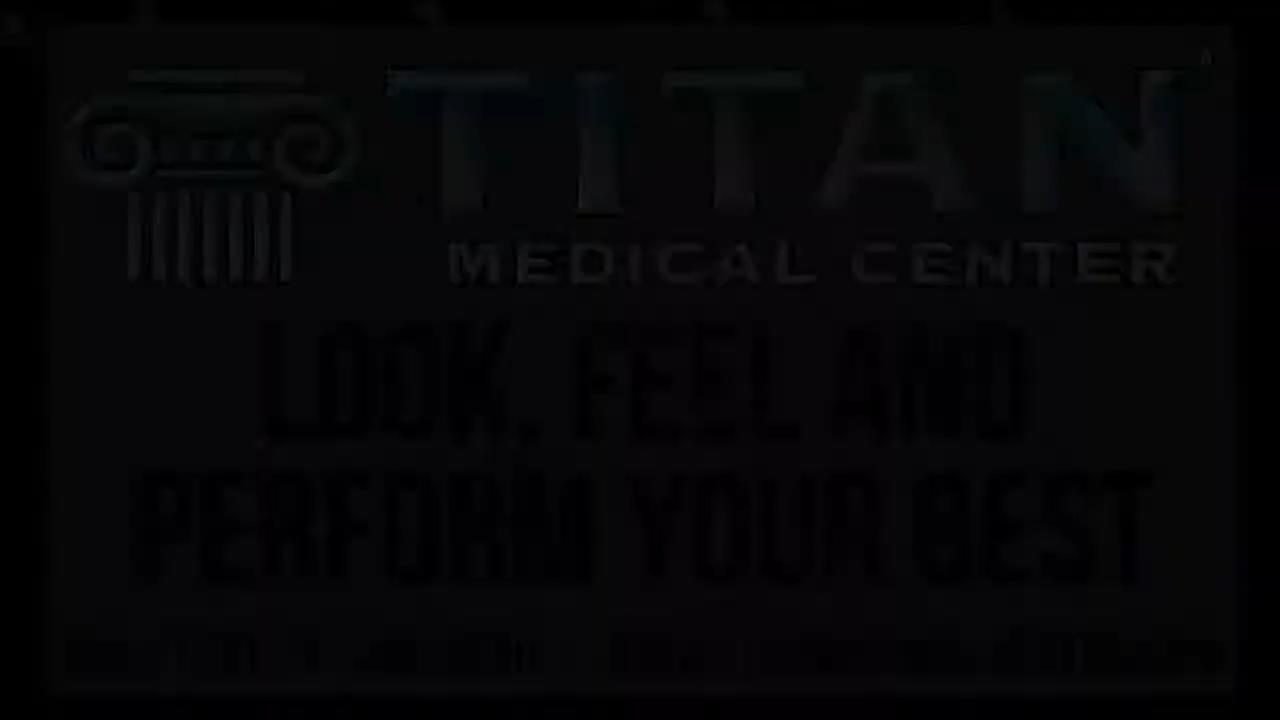 TITAN
MEDICAL CENTER
LOOK, FEEL AND
PERFORM YOUR BEST